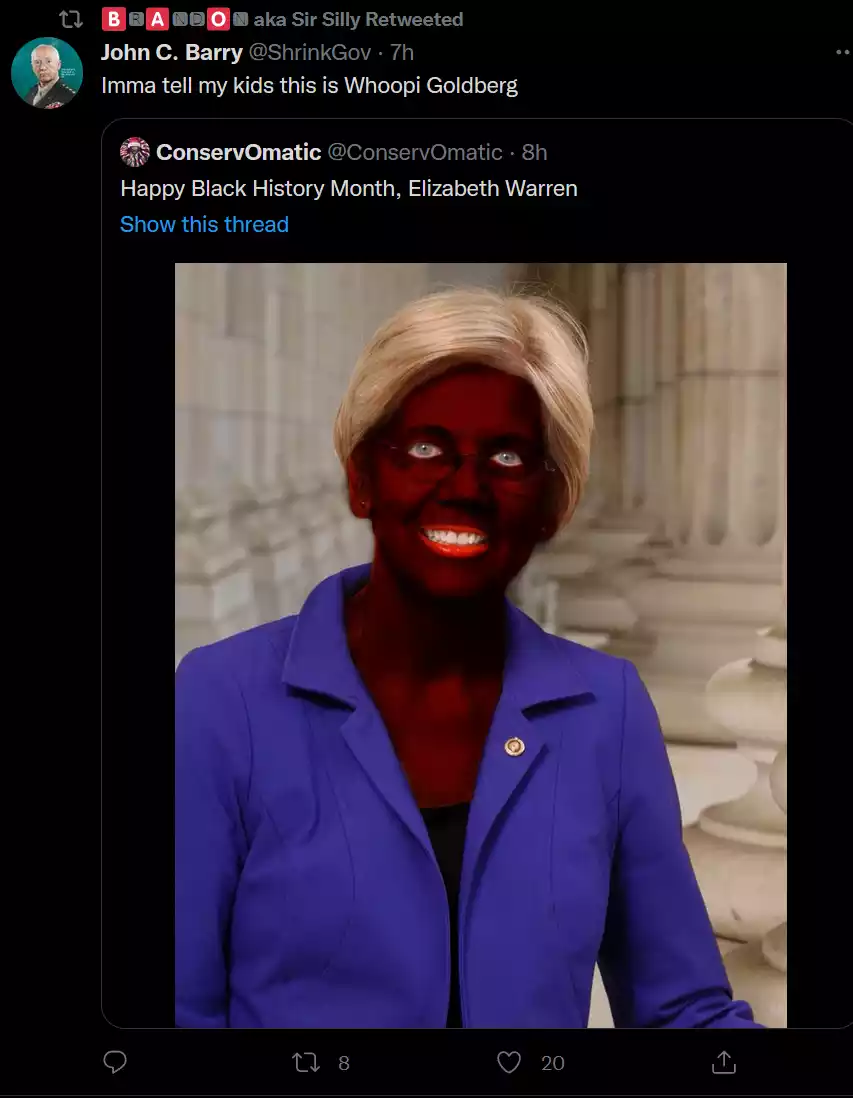 BRANDON aka Sir Silly Retweeted
John C. Barry @ShrinkGov · 7h
Imma tell my kids this is Whoopi Goldberg
ConservOmatic @ConservOmatic · 8h
Happy Black History Month, Elizabeth Warren
Show this thread
8 20